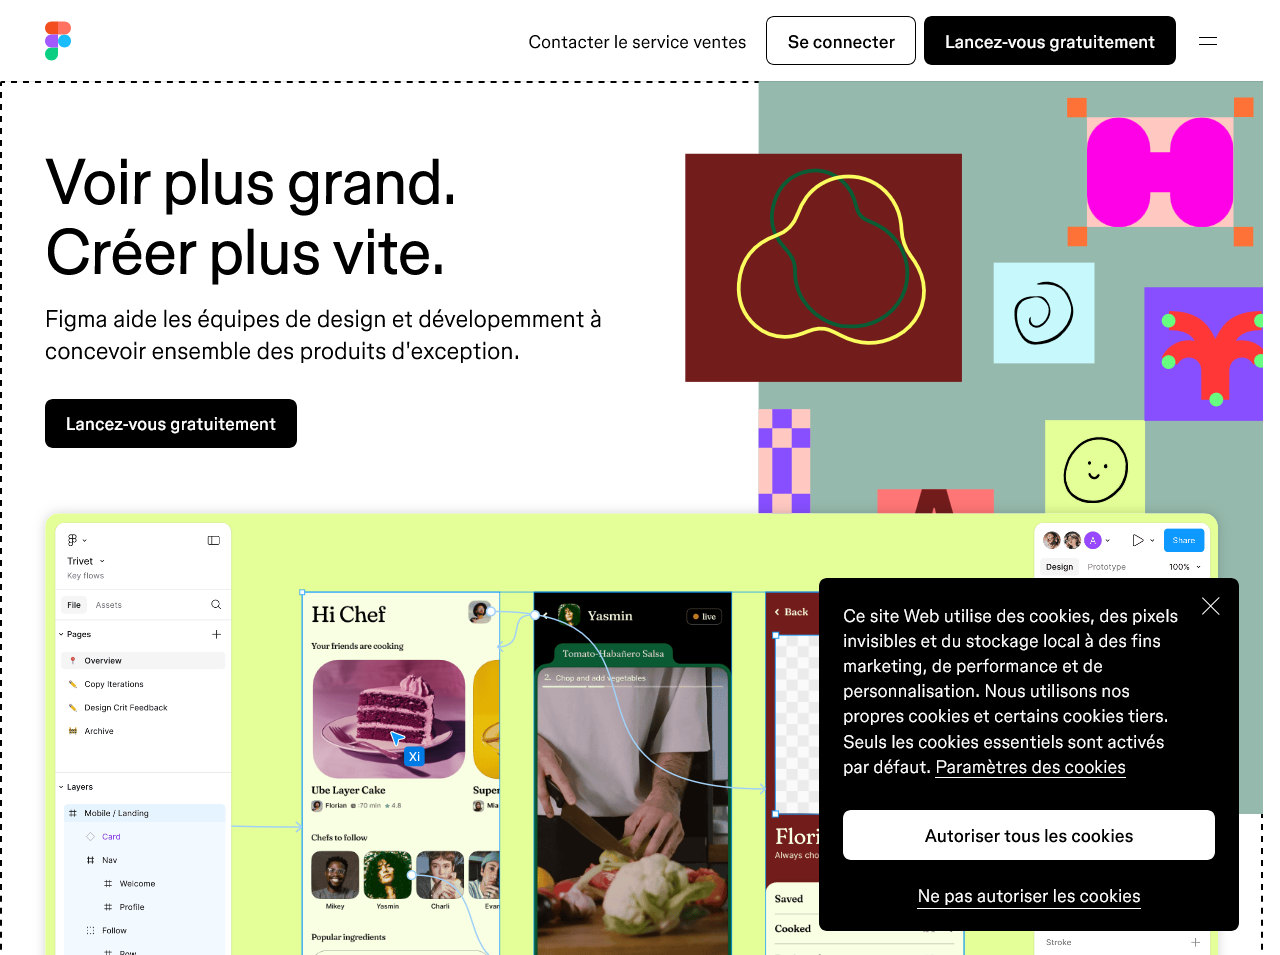 Contacter le service ventes
Se connecter
Lancez-vous gratuitement
Voir plus grand.
Créer plus vite.
Figma aide les équipes de design et dévelopemment à
concevoir ensemble des produits d'exception.
Lancez-vous gratuitement
Trivet
Key flows
File Assets
Pages
Overview
Copy Iterations
Design Crit Feedback
Archive
Layers
Mobile / Landing
Card
Nav
Welcome
Profile
Follow
Row
Hi Chef
Your friends are cooking
Xi
Ube Layer Cake
Super
Florian 70 min 4.8
Mia
Chefs to follow
Mikey Yasmin Charli Evan
Popular ingredients
Yasmin
live
Tomato-Habañero Salsa
2. Chop and add vegetables
Back
Flori
Always cho
Saved
Cooked
A
Share
Design Prototype 100%
Stroke
Ce site Web utilise des cookies, des pixels
invisibles et du stockage local à des fins
marketing, de performance et de
personnalisation. Nous utilisons nos
propres cookies et certains cookies tiers.
Seuls les cookies essentiels sont activés
par défaut. Paramètres des cookies
Autoriser tous les cookies
Ne pas autoriser les cookies